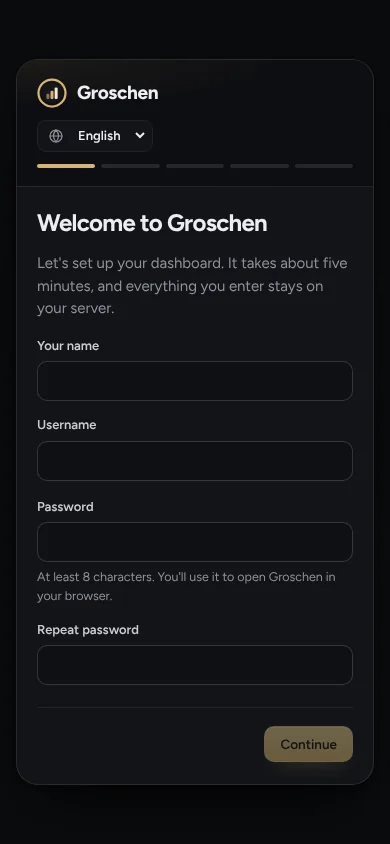 Groschen
English
Welcome to Groschen
Let's set up your dashboard. It takes about five
minutes, and everything you enter stays on
your server.
Your name
Username
Password
At least 8 characters. You'll use it to open Groschen in
your browser.
Repeat password
Continue